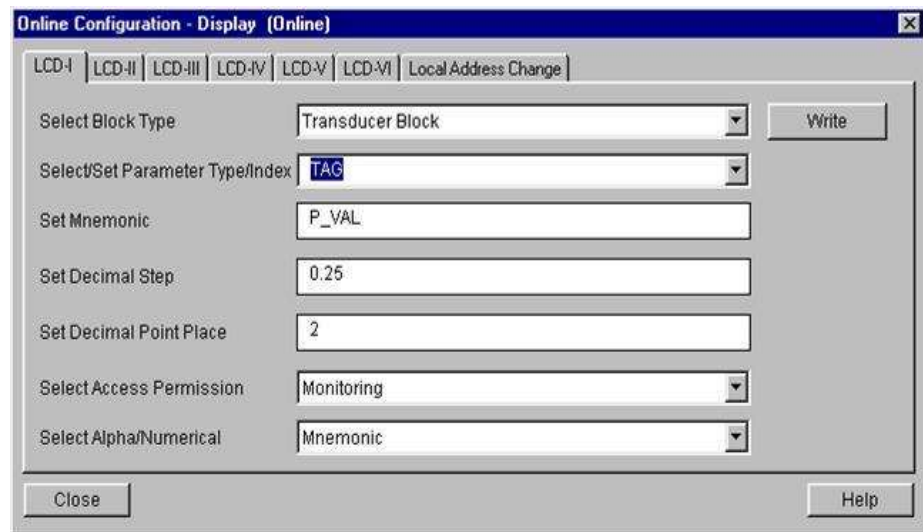 Online Configuration - Display (Online)
LCD-I LCD-II LCD-III LCD-IV LCD-V LCD-VI Local Address Change
Select Block Type Transducer Block Write
Select/Set Parameter Type/Index TAG
Set Mnemonic P_VAL
Set Decimal Step 0.25
Set Decimal Point Place 2
Select Access Permission Monitoring
Select Alpha/Numerical Mnemonic
Close Help